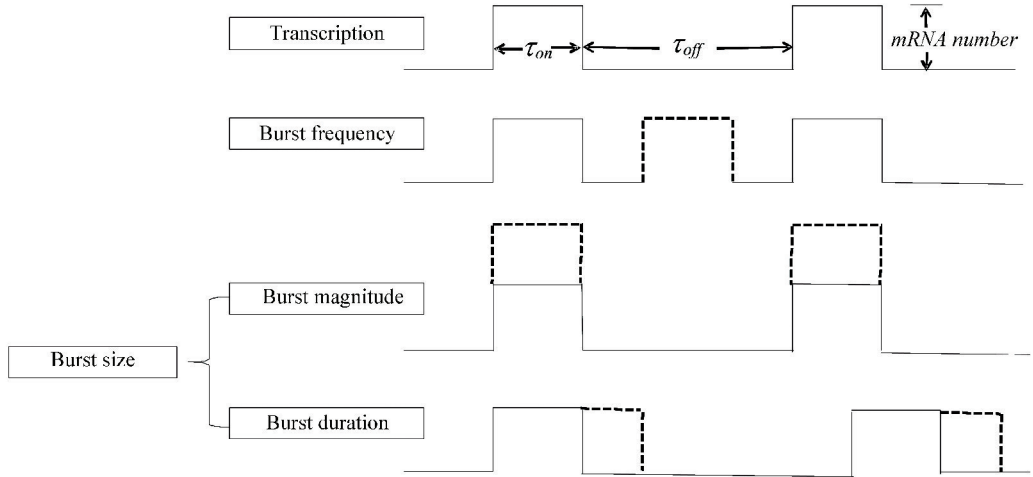 Transcription
τon
τoff
mRNA number
Burst frequency
Burst magnitude
Burst size
Burst duration